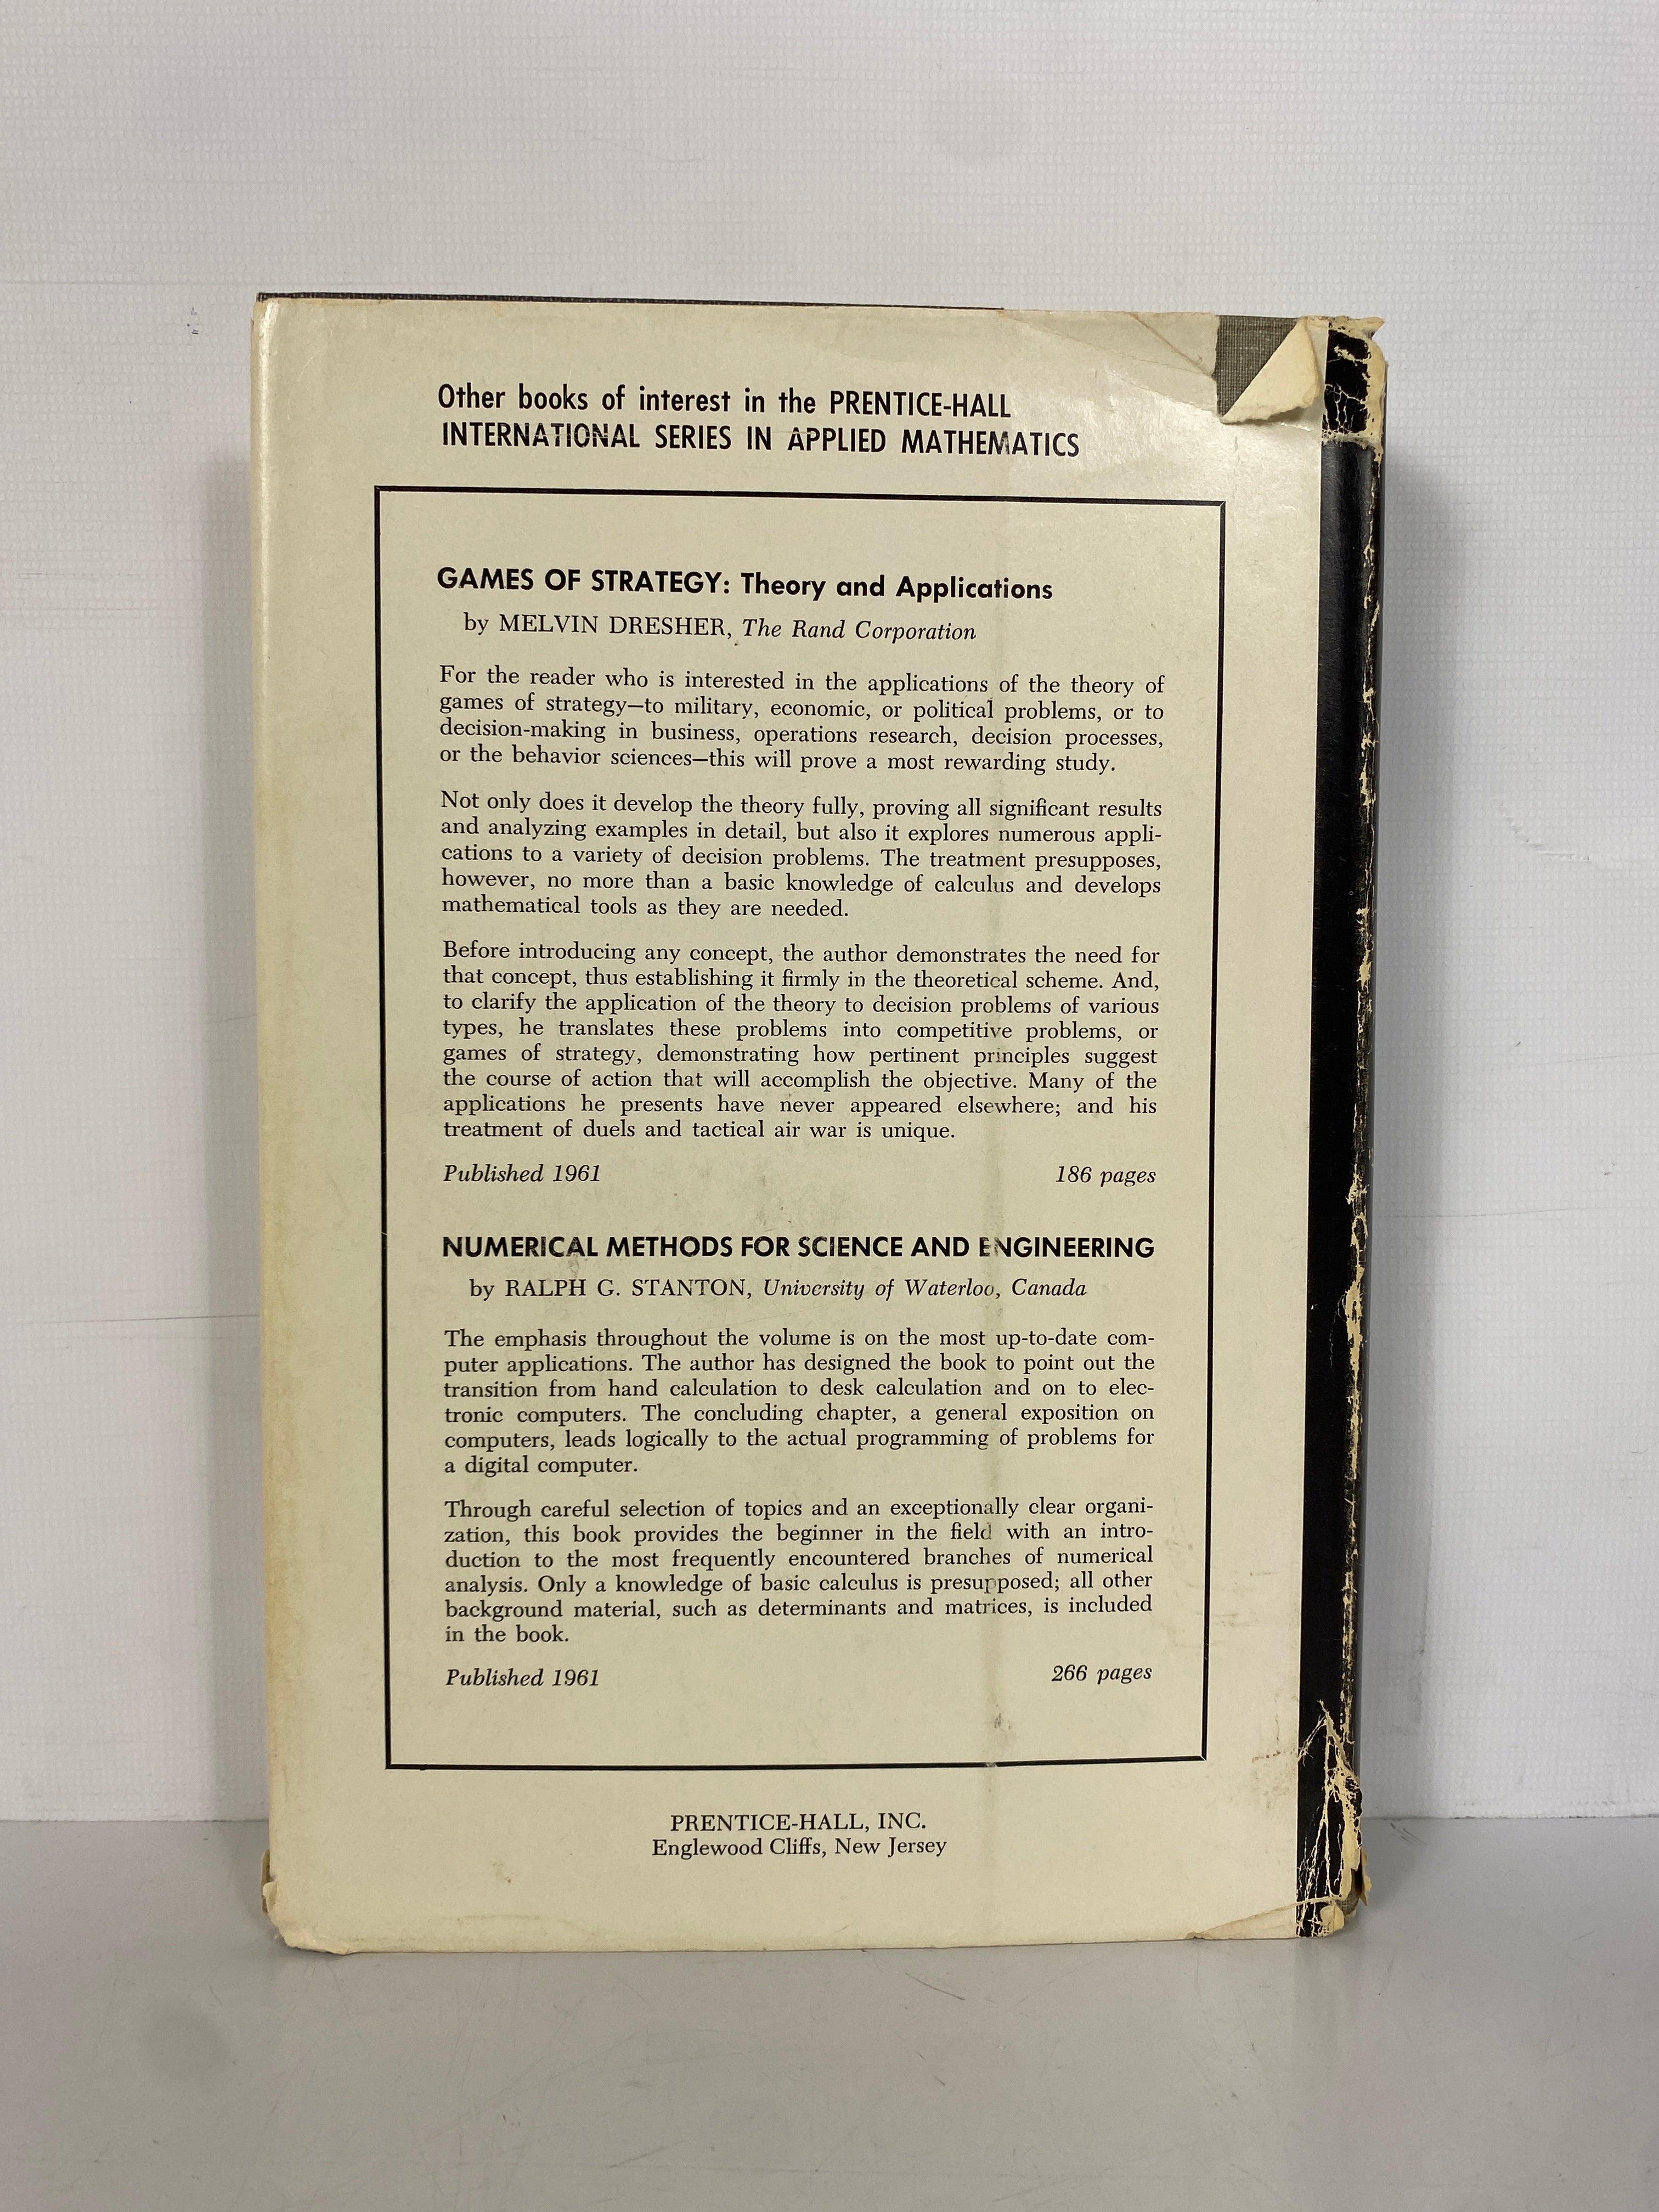 Other books of interest in the PRENTICE-HALL
INTERNATIONAL SERIES IN APPLIED MATHEMATICS
GAMES OF STRATEGY: Theory and Applications
by MELVIN DRESHER, The Rand Corporation
For the reader who is interested in the applications of the theory of
games of strategy—to military, economic, or political problems, or to
decision-making in business, operations research, decision processes,
or the behavior sciences—this will prove a most rewarding study.
Not only does it develop the theory fully, proving all significant results
and analyzing examples in detail, but also it explores numerous appli-
cations to a variety of decision problems. The treatment presupposes,
however, no more than a basic knowledge of calculus and develops
mathematical tools as they are needed.
Before introducing any concept, the author demonstrates the need for
that concept, thus establishing it firmly in the theoretical scheme. And,
to clarify the application of the theory to decision problems of various
types, he translates these problems into competitive problems, or
games of strategy, demonstrating how pertinent principles suggest
the course of action that will accomplish the objective. Many of the
applications he presents have never appeared elsewhere; and his
treatment of duels and tactical air war is unique.
Published 1961 186 pages
NUMERICAL METHODS FOR SCIENCE AND ENGINEERING
by RALPH G. STANTON, University of Waterloo, Canada
The emphasis throughout the volume is on the most up-to-date com-
puter applications. The author has designed the book to point out the
transition from hand calculation to desk calculation and on to elec-
tronic computers. The concluding chapter, a general exposition on
computers, leads logically to the actual programming of problems for
a digital computer.
Through careful selection of topics and an exceptionally clear organi-
zation, this book provides the beginner in the field with an intro-
duction to the most frequently encountered branches of numerical
analysis. Only a knowledge of basic calculus is presupposed; all other
background material, such as determinants and matrices, is included
in the book.
Published 1961 266 pages
PRENTICE-HALL, INC.
Englewood Cliffs, New Jersey